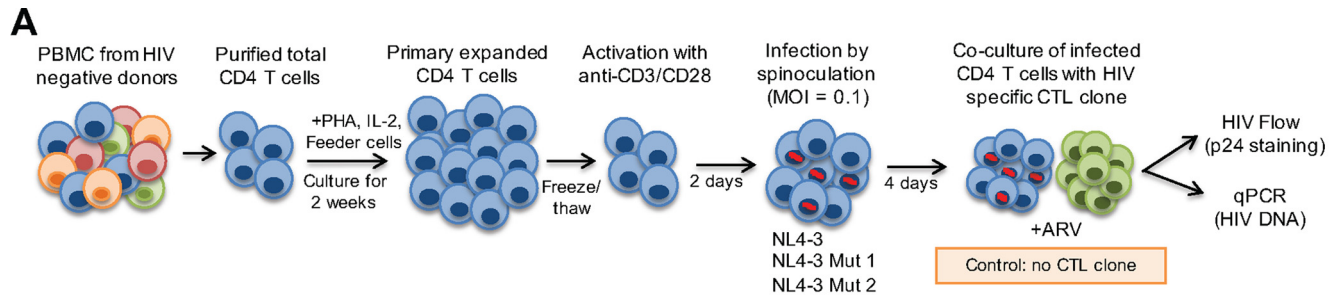 A
PBMC from HIV
negative donors
Purified total
CD4 T cells
+PHA, IL-2,
Feeder cells
Culture for
2 weeks
Primary expanded
CD4 T cells
Freeze/
thaw
Activation with
anti-CD3/CD28
2 days
Infection by
spinoculation
(MOI = 0.1)
NL4-3
NL4-3 Mut 1
NL4-3 Mut 2
4 days
Co-culture of infected
CD4 T cells with HIV
specific CTL clone
+ARV
Control: no CTL clone
HIV Flow
(p24 staining)
qPCR
(HIV DNA)